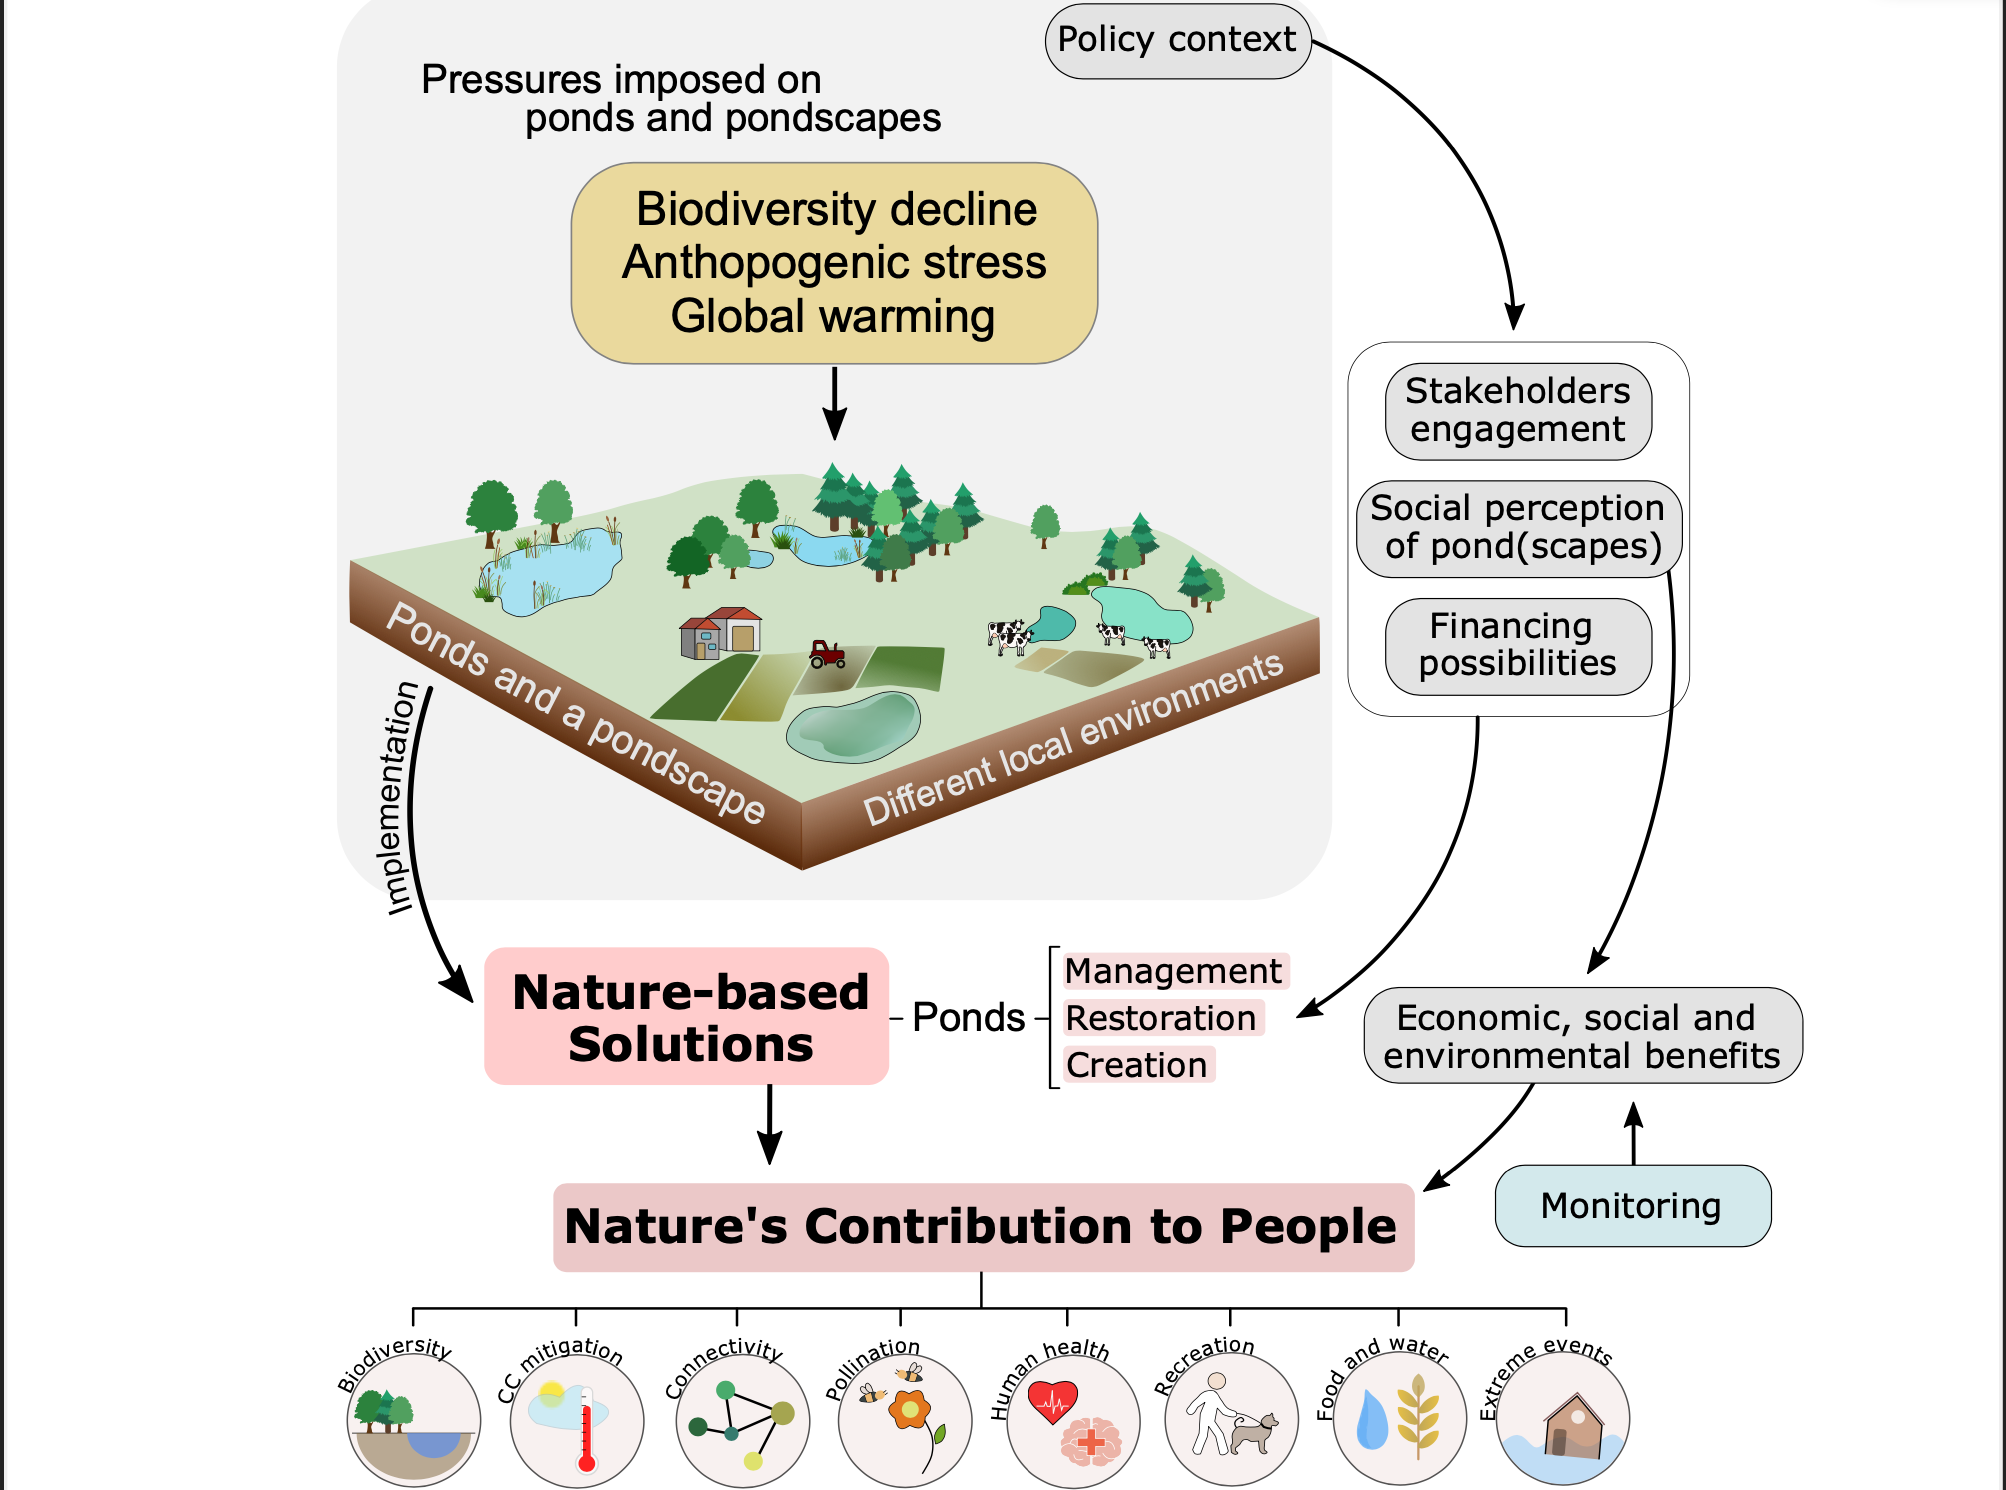 Policy context
Pressures imposed on
ponds and pondscapes
Biodiversity decline
Anthopogenic stress
Global warming
Stakeholders
engagement
Social perception
of pond(scapes)
Financing
possibilities
Ponds and a pondscape
Different local environments
Implementation
Nature-based
Solutions
Ponds
Management
Restoration
Creation
Economic, social and
environmental benefits
Monitoring
Nature's Contribution to People
Biodiversity
CC mitigation
Connectivity
Pollination
Human health
Recreation
Food and water
Extreme events